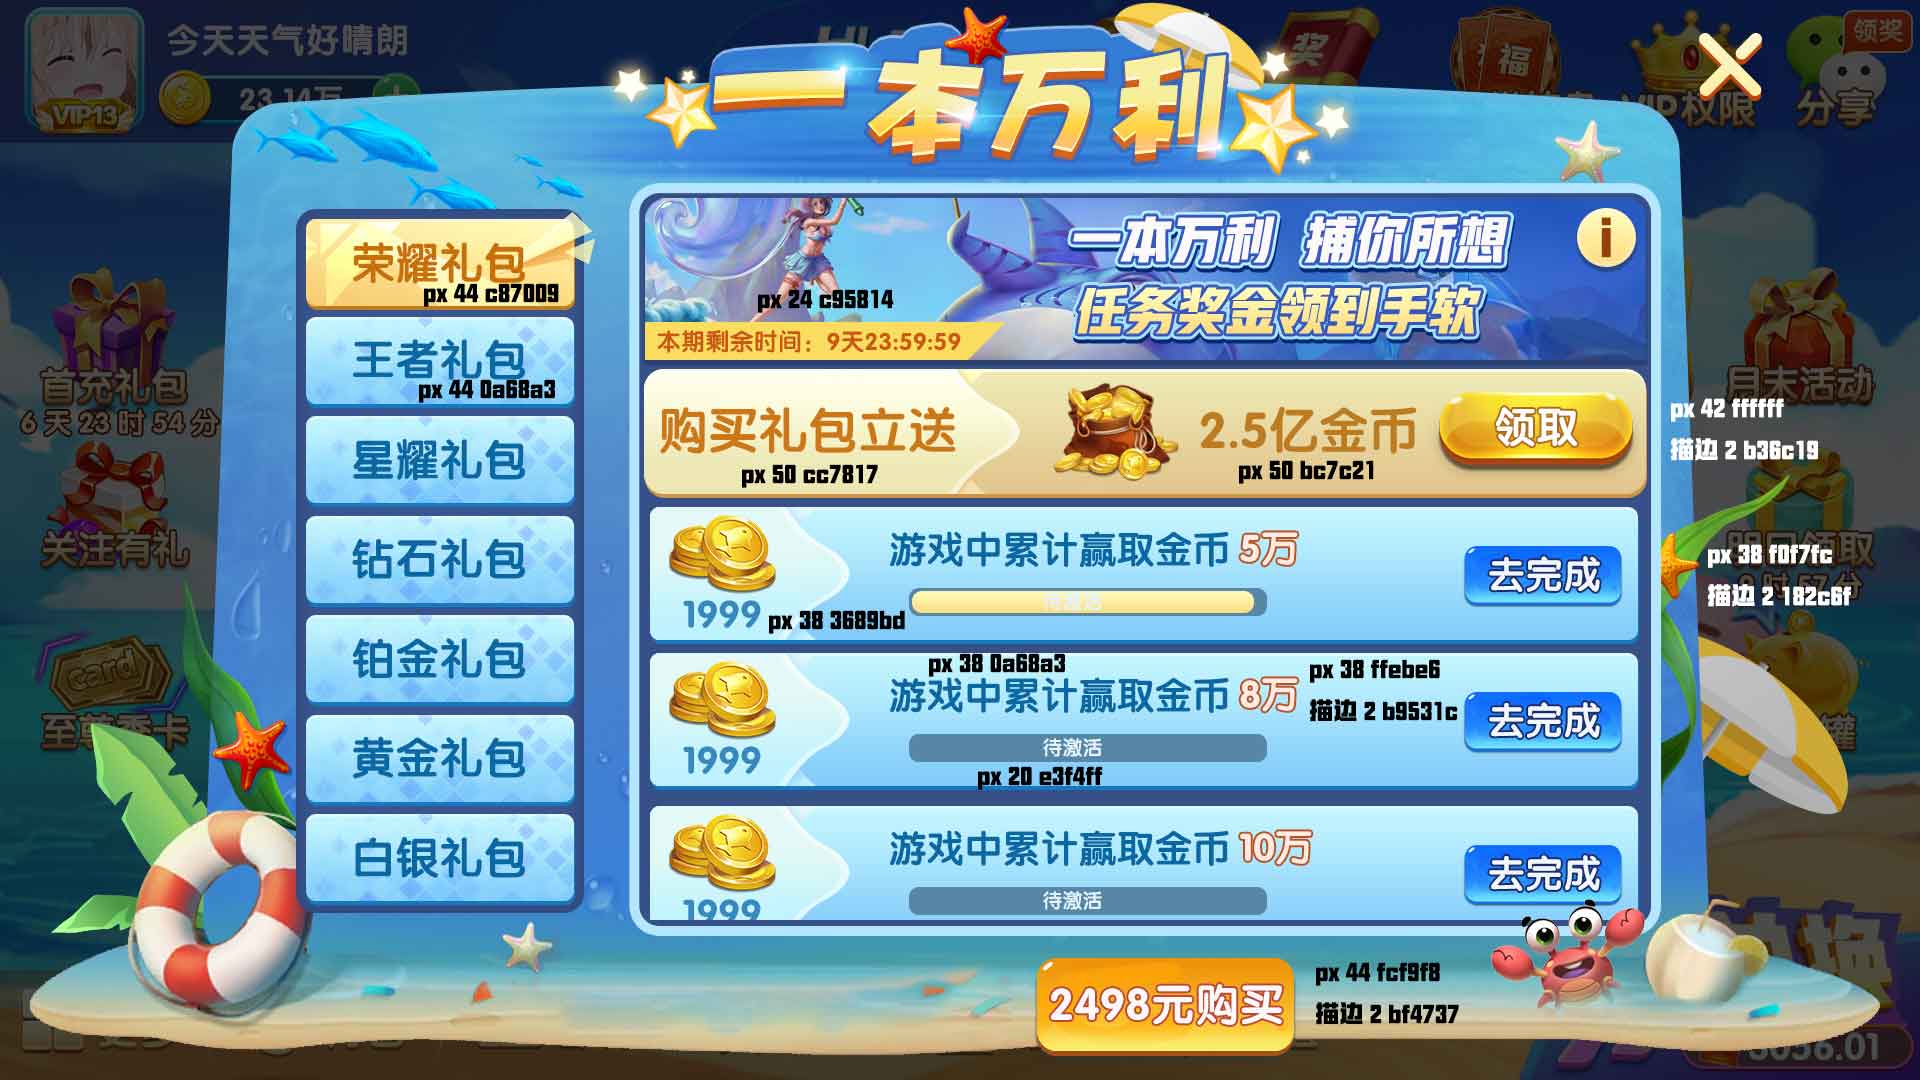 今天天气好晴朗
VIP13
23.14万
一本万利
奖
福
VIP权限
领奖
分享
首充礼包
6天23时54分
关注有礼
card
至尊季卡
荣耀礼包
px 44 c87009
王者礼包
px 44 0a68a3
星耀礼包
钻石礼包
铂金礼包
黄金礼包
白银礼包
一本万利 捕你所想
任务奖金领到手软
i
px 24 c95814
本期剩余时间：9天23:59:59
购买礼包立送
px 50 cc7817
2.5亿金币
px 50 bc7c21
领取
px 42 ffffff
描边 2 b36c19
游戏中累计赢取金币 5万
待激活
1999
px 38 3689bd
去完成
px 38 f0f7fc
描边 2 182c6f
px 38 0a68a3
游戏中累计赢取金币 8万
px 38 ffebe6
描边 2 b9531c
待激活
px 20 e3f4ff
1999
去完成
游戏中累计赢取金币 10万
待激活
1999
去完成
2498元购买
px 44 fcf9f8
描边 2 bf4737
月末活动
领取
罐
换